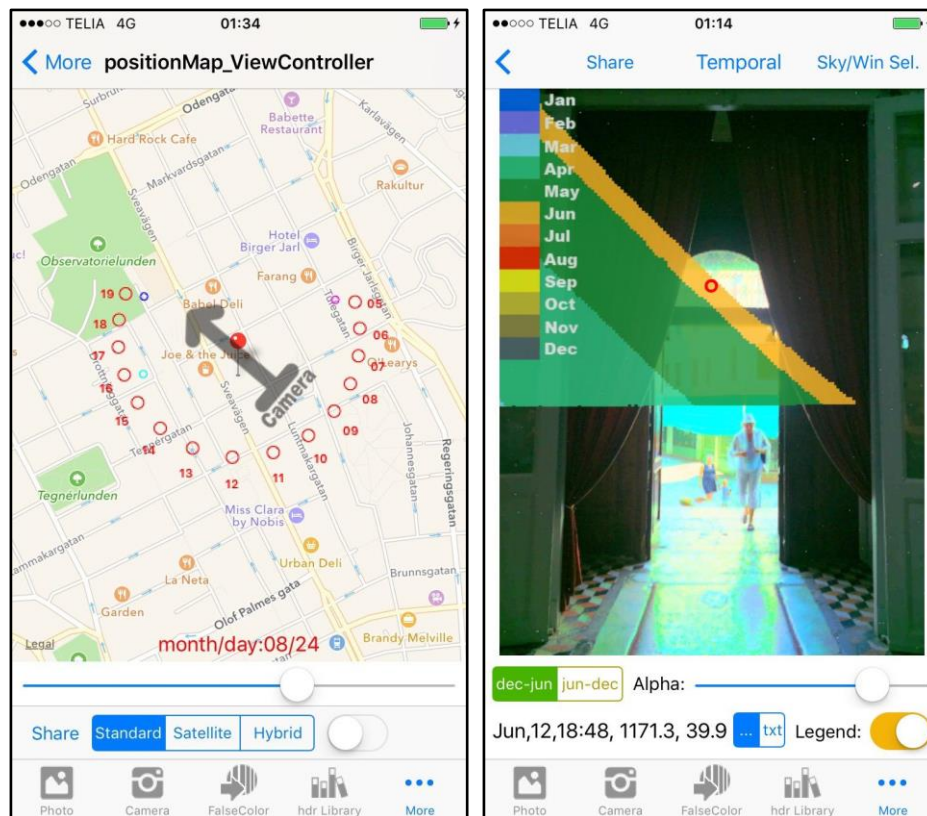 TELIA 4G 01:34
More positionMap_ViewController
Odengatan
Babette
Restaurant
Karlavägen
Hard Rock Cafe
Markvardsgatan
Rakultur
Odengatan
Sveavägen
Hotel
Birger Jarl
Birger Jarlsgatan
Observatorielunden
Farang
19
Babel Deli
05
18
06
Joe & the Juice
O'Learys
17
07
16
Camera
08
15
09
14
Tegnérgatan
10
13
12
11
Sveavägen
Luntmakargatan
Johannesgatan
Regeringsgatan
Tegnérlunden
Miss Clara
by Nobis
Urban Deli
La Neta
Brunnsgatan
Garden
Olof Palmes gata
Legal
month/day:08/24
Brandy Melville
Share Standard Satellite Hybrid
Photo Camera FalseColor hdr Library More
TELIA 4G 01:14
Share Temporal Sky/Win Sel.
Jan
Feb
Mar
Apr
May
Jun
Jul
Aug
Sep
Oct
Nov
Dec
dec-jun jun-dec Alpha:
Jun,12,18:48, 1171.3, 39.9 ... txt Legend:
Photo Camera FalseColor hdr Library More